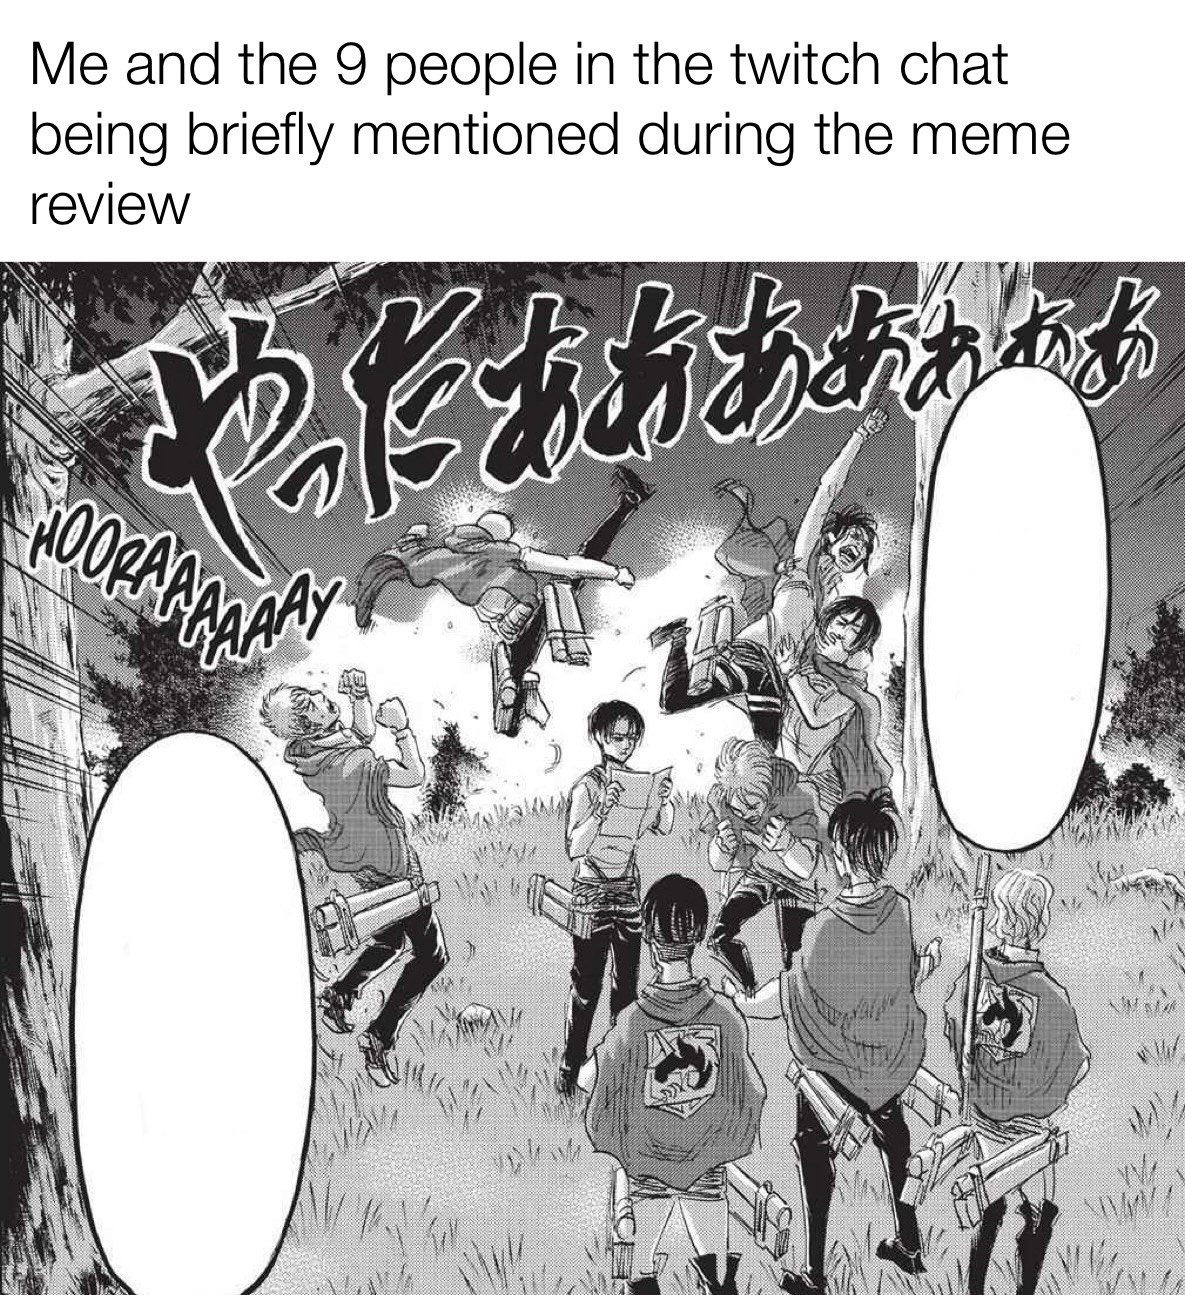 Me and the 9 people in the twitch chat
being briefly mentioned during the meme
review
やったぁあああああああ
HOORAAAAAAAY